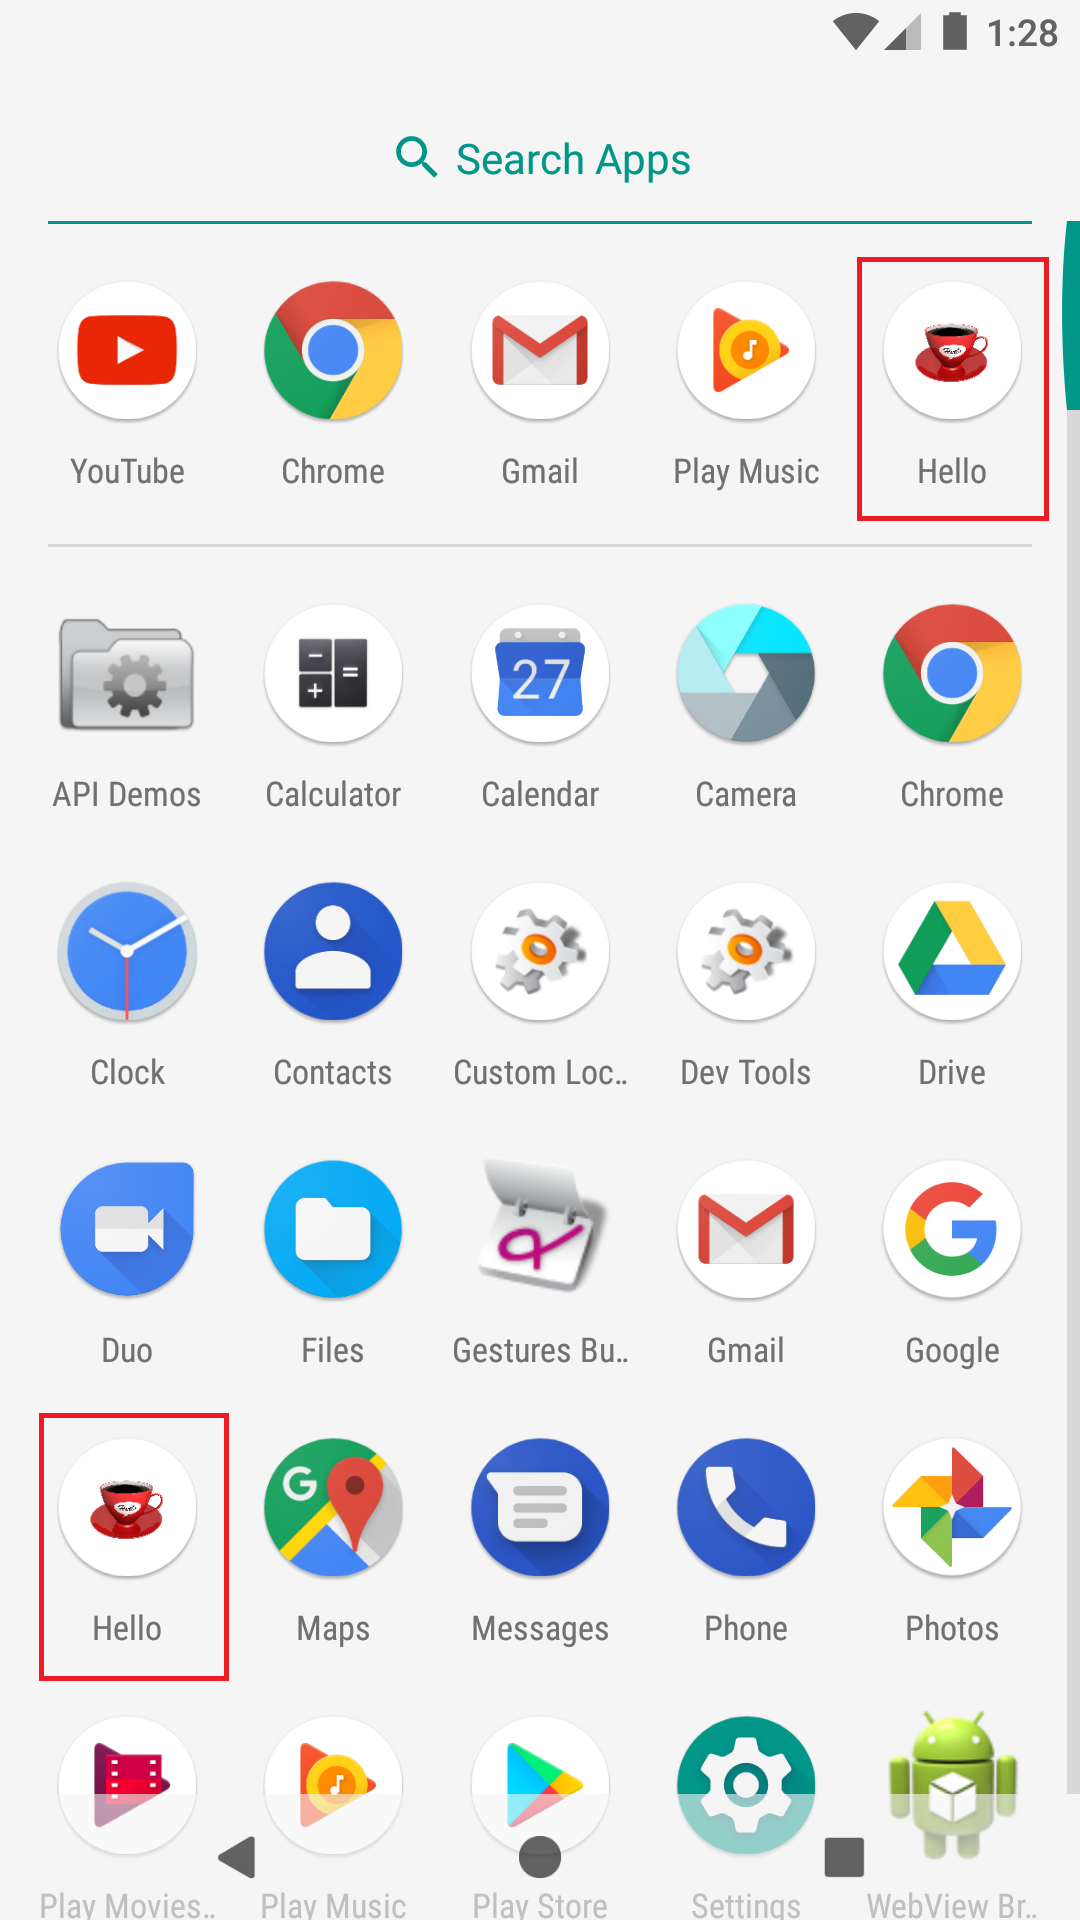 1:28
Search Apps
YouTube Chrome Gmail Play Music Hello
27
API Demos Calculator Calendar Camera Chrome
Clock Contacts Custom Loc.. Dev Tools Drive
Duo Files Gestures Bu.. Gmail Google
Hello Maps Messages Phone Photos
Play Movies.. Play Music Play Store Settings WebView Br..